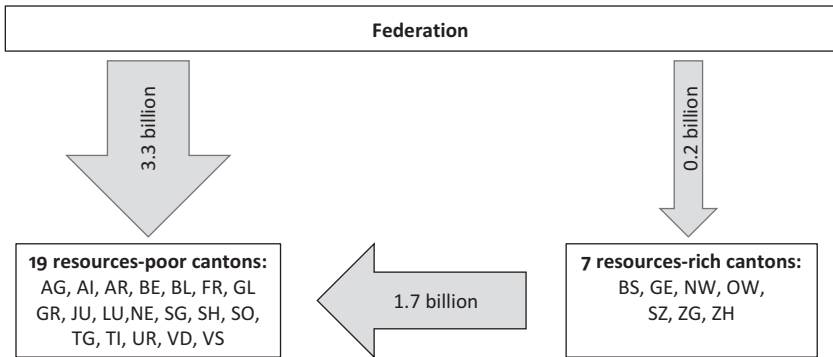 Federation
3.3 billion
0.2 billion
19 resources-poor cantons:
AG, AI, AR, BE, BL, FR, GL
GR, JU, LU,NE, SG, SH, SO,
TG, TI, UR, VD, VS
1.7 billion
7 resources-rich cantons:
BS, GE, NW, OW,
SZ, ZG, ZH